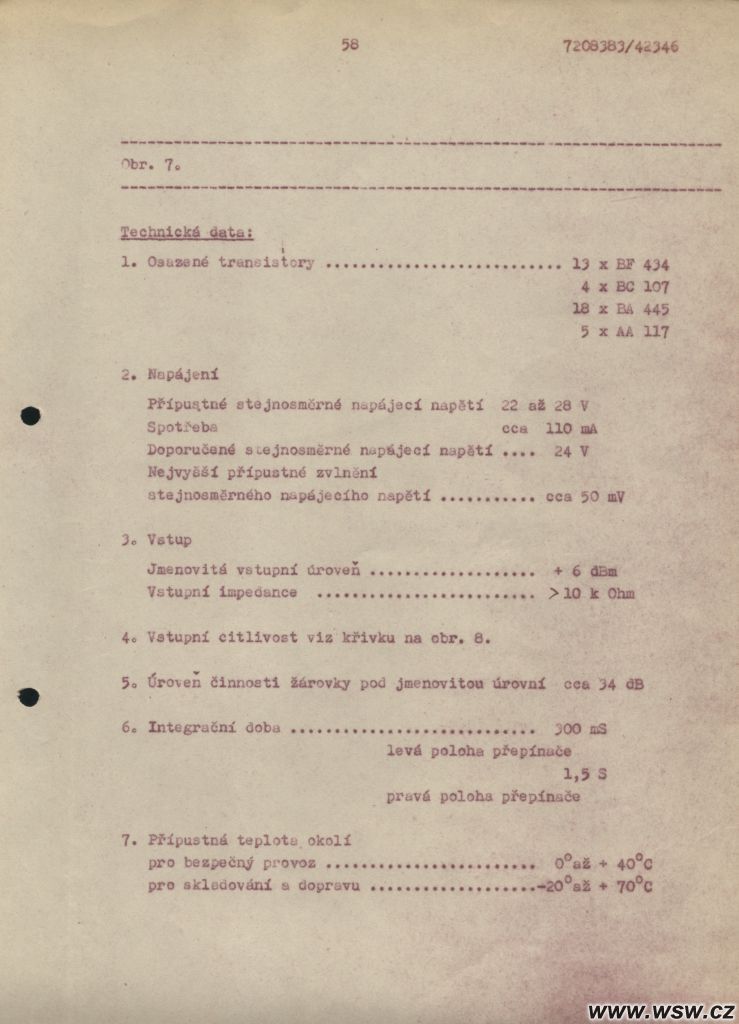 58 7208383/42346
Obr. 7.
Technická data:
1. Osazené transistory ........................... 13 x BF 434
4 x BC 107
18 x BA 445
5 x AA 117
2. Napájení
Přípustné stejnosměrné napájecí napětí 22 až 28 V
Spotřeba cca 110 mA
Doporučené stejnosměrné napájecí napětí .... 24 V
Nejvyšší přípustné zvlnění
stejnosměrného napájecího napětí ........... cca 50 mV
3. Vstup
Jmenovitá vstupní úroveň ................... + 6 dBm
Vstupní impedance ......................... >10 k Ohm
4. Vstupní citlivost viz křivku na obr. 8.
5. Úroveň činnosti žárovky pod jmenovitou úrovní cca 34 dB
6. Integrační doba ............................ 300 mS
levá poloha přepínače
1,5 S
pravá poloha přepínače
7. Přípustná teplota okolí
pro bezpečný provoz ........................ 0°až + 40°C
pro skladování a dopravu ...................-20°až + 70°C
www.wsw.cz